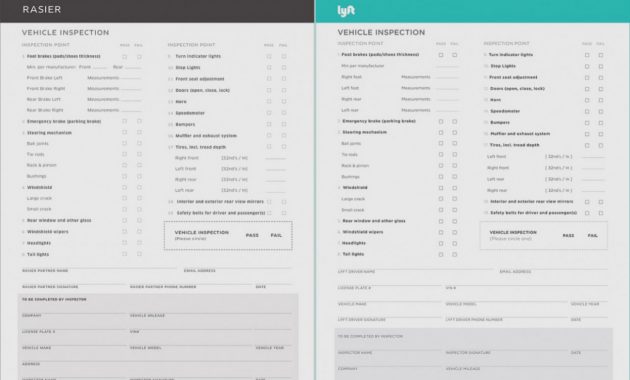 RASIER
VEHICLE INSPECTION
INSPECTION POINT PASS FAIL
1 Foot brakes (pads/shoes thickness)
Min per manufacturer: Front Rear
Front Brake Left Measurements
Front Brake Right Measurements
Rear Brake Left Measurements
Rear Brake Right Measurements
2 Emergency brake (parking brake)
3 Steering mechanism
Ball joints
Tie rods
Rack & pinion
Bushings
4 Windshield
Large crack
Small crack
5 Rear window and other glass
6 Windshield wipers
7 Headlights
8 Tail lights
INSPECTION POINT PASS FAIL
9 Turn indicator lights
10 Stop Lights
11 Front seat adjustment
12 Doors (open, close, lock)
13 Horn
14 Speedometer
15 Bumpers
16 Muffler and exhaust system
17 Tires, incl. tread depth
Right front (32nd's / in)
Left front (32nd's / in)
Right rear (32nd's / in)
Left rear (32nd's / in)
18 Interior and exterior rear view mirrors
19 Safety belts for driver and passenger(s)
VEHICLE INSPECTION PASS FAIL
(Please circle)
RASIER PARTNER NAME EMAIL ADDRESS
RASIER PARTNER SIGNATURE RASIER PARTNER PHONE NUMBER DATE
TO BE COMPLETED BY INSPECTOR
COMPANY VEHICLE MILEAGE
LICENSE PLATE # VIN#
VEHICLE MAKE VEHICLE MODEL VEHICLE YEAR
ADDRESS
lyft
VEHICLE INSPECTION
INSPECTION POINT PASS FAIL
1 Foot brakes (pads/shoes thickness)
Min per manufacturer
Right front Measurements
Left front Measurements
Right rear Measurements
Left rear Measurements
2 Emergency brake (parking brake)
3 Steering mechanism
Ball joints
Tie rods
Rack & pinion
Bushings
4 Windshield
Large crack
Small crack
5 Rear window and other glass
6 Windshield wipers
7 Headlights
8 Tail lights
INSPECTION POINT PASS FAIL
9 Turn indicator lights
10 Stop Lights
11 Front seat adjustment
12 Doors (open, close, lock)
13 Horn
14 Speedometer
15 Bumpers
16 Muffler and exhaust system
17 Tires, incl. tread depth
Left front (32nd's / in)
Right front (32nd's / in)
Left rear (32nd's / in)
Right rear (32nd's / in)
18 Interior and exterior rear view mirrors
19 Safety belts for driver and passenger(s)
VEHICLE INSPECTION PASS FAIL
(Please circle one)
LYFT DRIVER NAME EMAIL ADDRESS
LICENSE PLATE # VIN #
VEHICLE MAKE VEHICLE MODEL VEHICLE YEAR
LYFT DRIVER SIGNATURE LYFT DRIVER PHONE NUMBER DATE
TO BE COMPLETED BY INSPECTOR
INSPECTOR NAME INSPECTOR SIGNATURE DATE
COMPANY VEHICLE MILEAGE